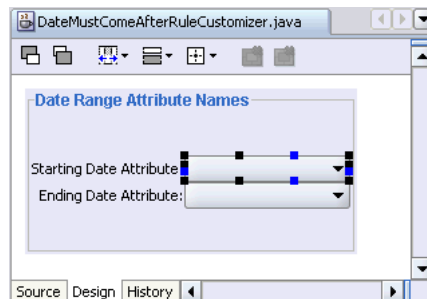 DateMustComeAfterRuleCustomizer.java
Date Range Attribute Names
Starting Date Attribute
Ending Date Attribute:
Source Design History